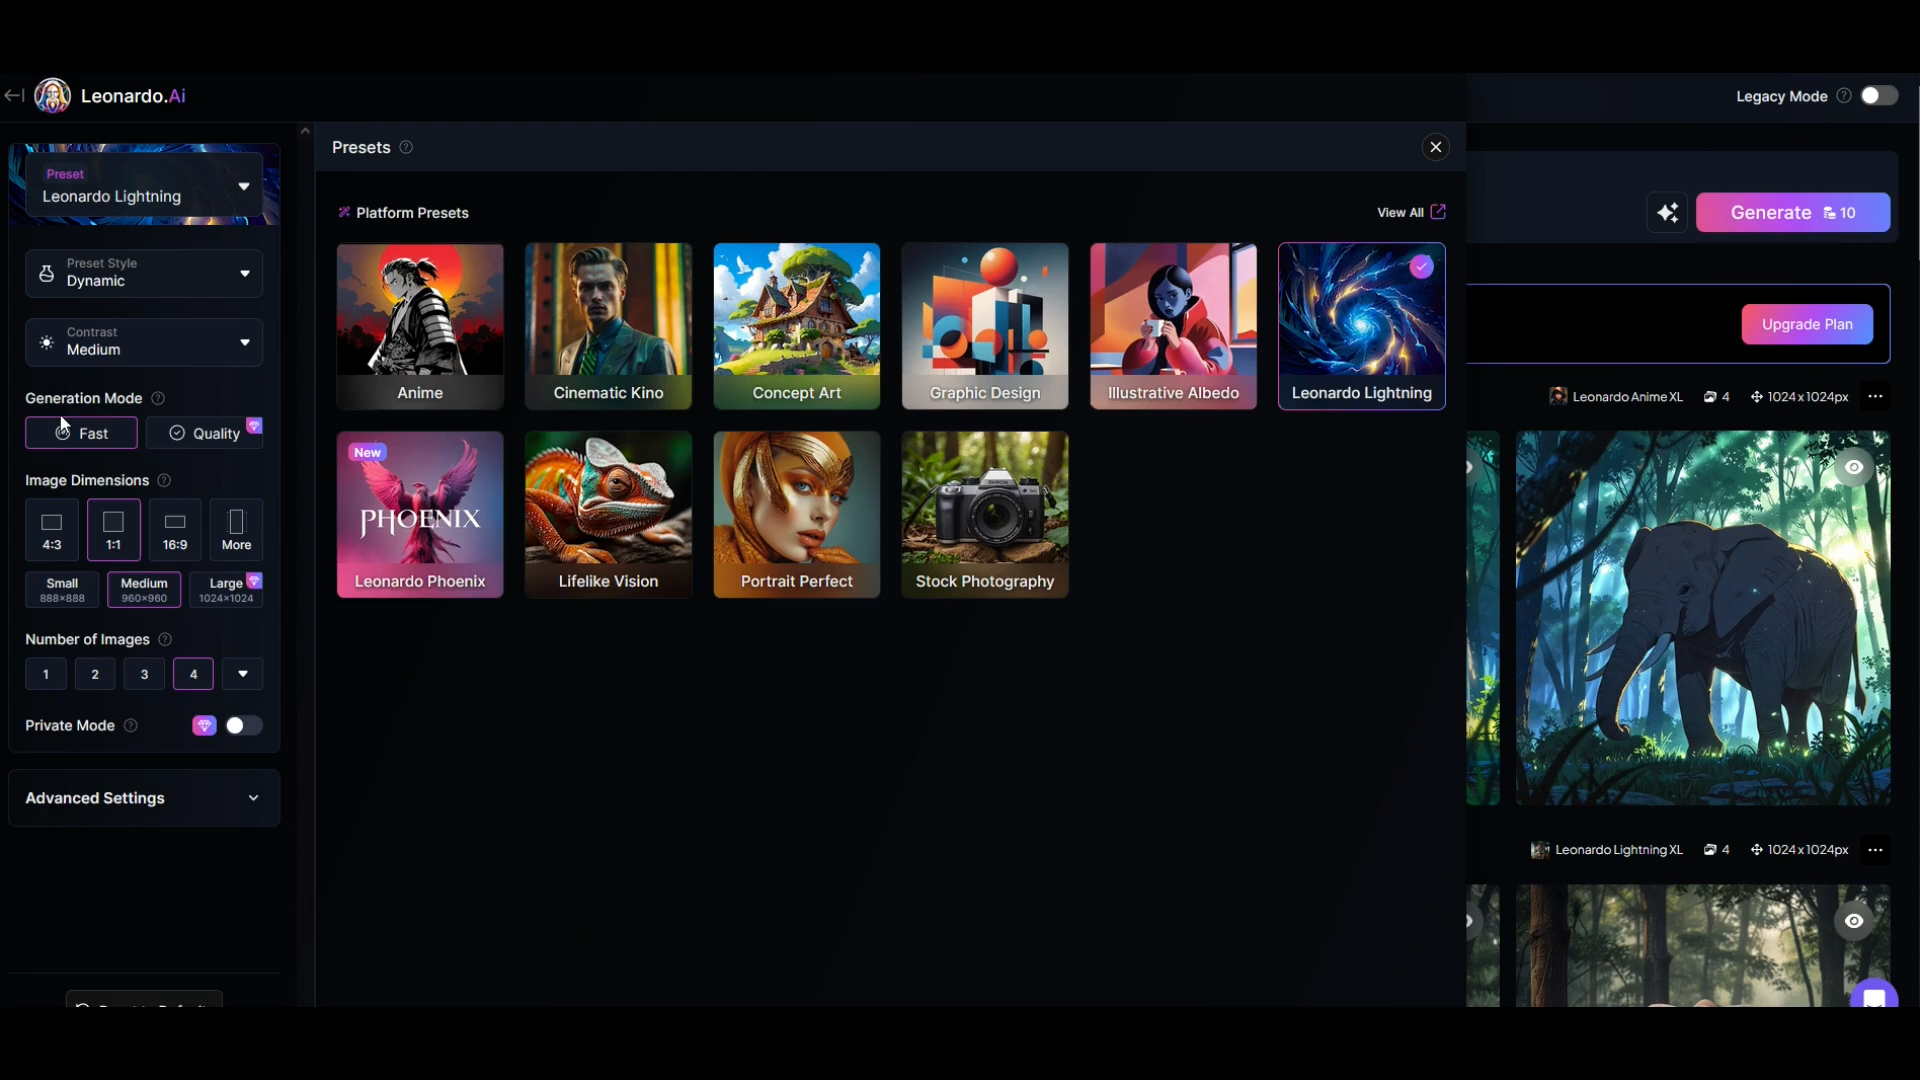 Leonardo.Ai
Legacy Mode
Preset
Leonardo Lightning
Preset Style
Dynamic
Contrast
Medium
Generation Mode
Fast
Quality
Image Dimensions
4:3
1:1
16:9
More
Small
888×888
Medium
960×960
Large
1024×1024
Number of Images
1
2
3
4
Private Mode
Advanced Settings
Presets
Platform Presets
View All
Anime
Cinematic Kino
Concept Art
Graphic Design
Illustrative Albedo
Leonardo Lightning
New
PHOENIX
Leonardo Phoenix
Lifelike Vision
Portrait Perfect
Stock Photography
Generate 10
Upgrade Plan
Leonardo Anime XL 4 1024x1024px
Leonardo Lightning XL 4 1024x1024px